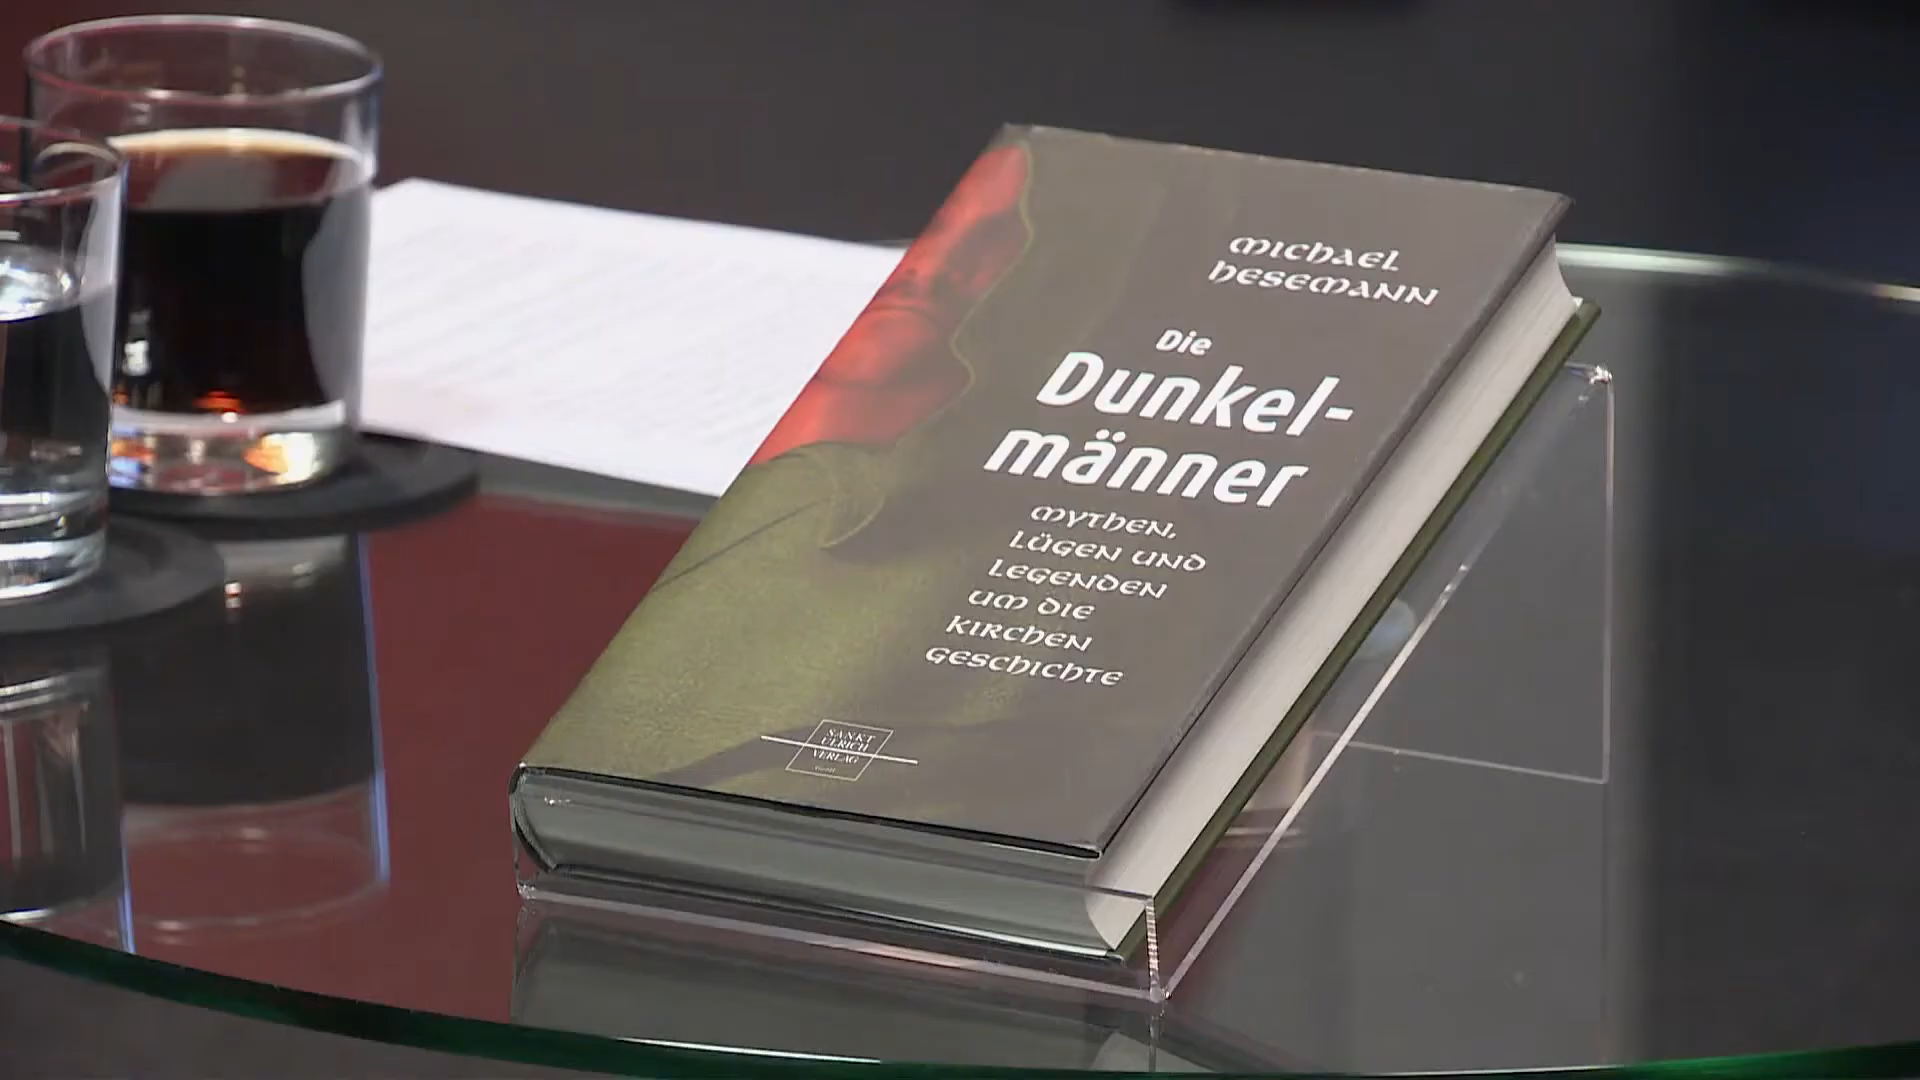 MICHAEL
HESEMANN
Die
Dunkel-
männer
MYTHEN,
LÜGEN UND
LEGENDEN
UM DIE
KIRCHEN
GESCHICHTE
SANKT
ULRICH
VERLAG